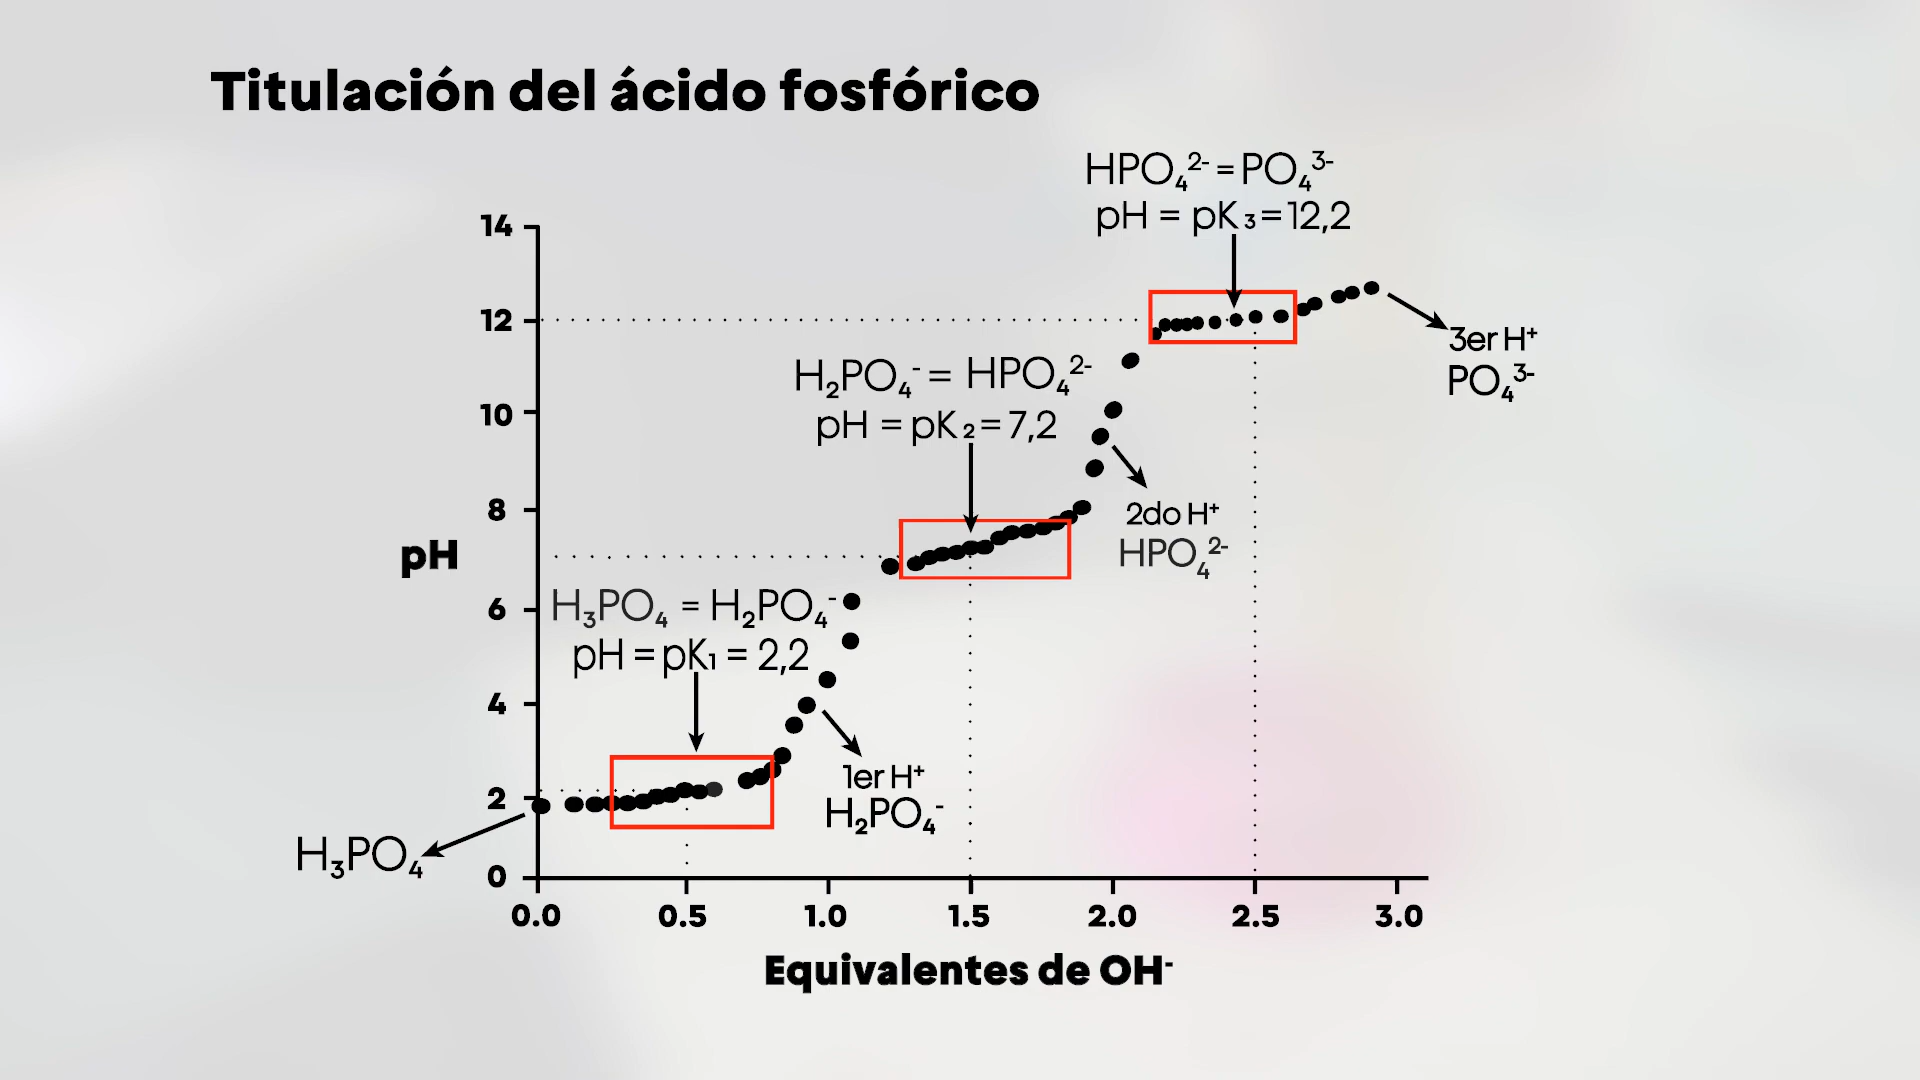 Titulación del ácido fosfórico
HPO₄²⁻ = PO₄³⁻
pH = pK₃ = 12,2
14
12
3er H⁺
PO₄³⁻
H₂PO₄⁻ = HPO₄²⁻
pH = pK₂ = 7,2
10
8
2do H⁺
HPO₄²⁻
pH
6
H₃PO₄ = H₂PO₄⁻
pH = pK₁ = 2,2
4
1er H⁺
H₂PO₄⁻
2
H₃PO₄
0
0.0 0.5 1.0 1.5 2.0 2.5 3.0
Equivalentes de OH⁻